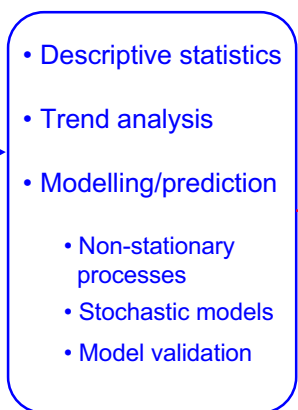 • Descriptive statistics
• Trend analysis
• Modelling/prediction
• Non-stationary
processes
• Stochastic models
• Model validation